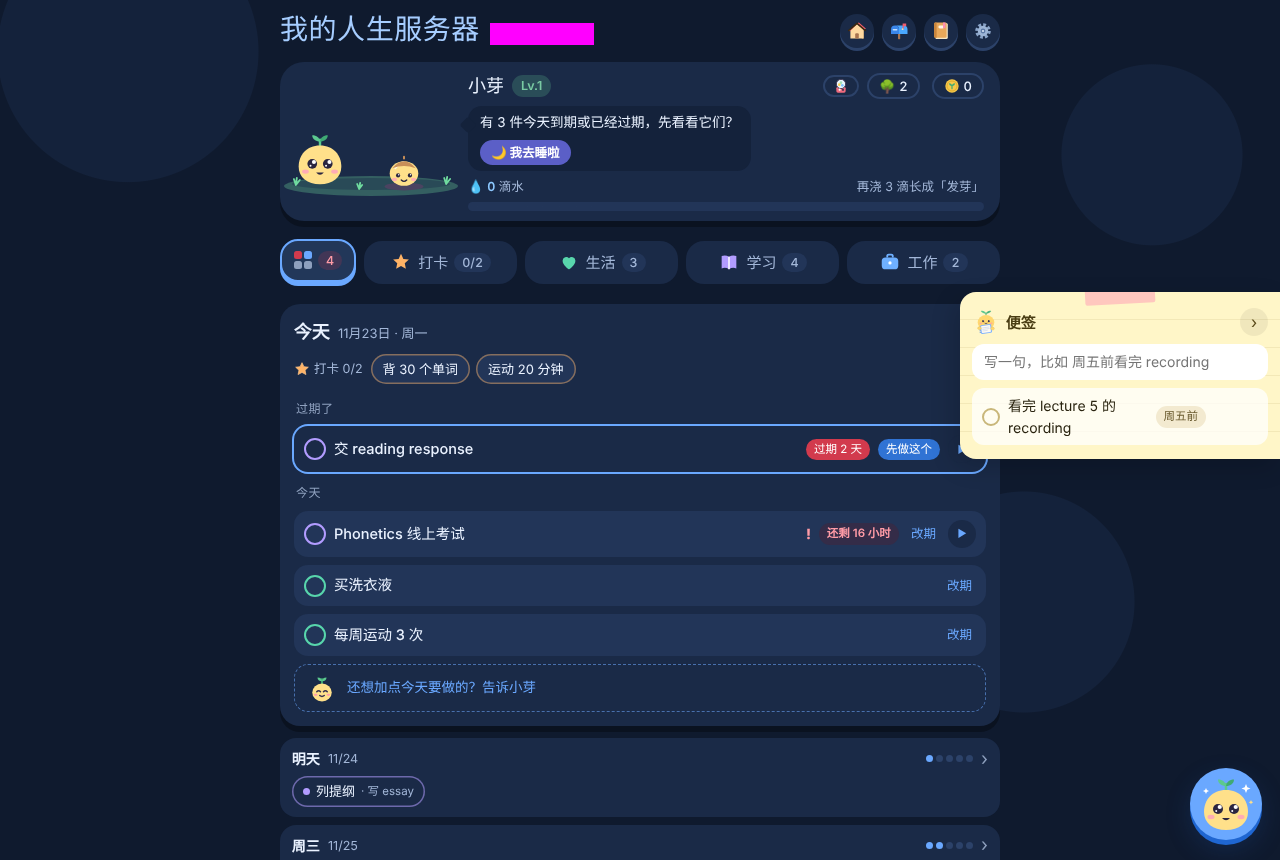 我的人生服务器
小芽 Lv.1 2 0
有 3 件今天到期或已经过期，先看看它们？
🌙 我去睡啦
💧 0 滴水 再浇 3 滴长成「发芽」
4 打卡 0/2 生活 3 学习 4 工作 2
今天 11月23日 · 周一
打卡 0/2 背 30 个单词 运动 20 分钟
过期了
交 reading response 过期 2 天 先做这个
今天
Phonetics 线上考试 ! 还剩 16 小时 改期
买洗衣液 改期
每周运动 3 次 改期
还想加点今天要做的？告诉小芽
明天 11/24
列提纲 · 写 essay
周三 11/25
便签
写一句，比如 周五前看完 recording
看完 lecture 5 的
recording
周五前